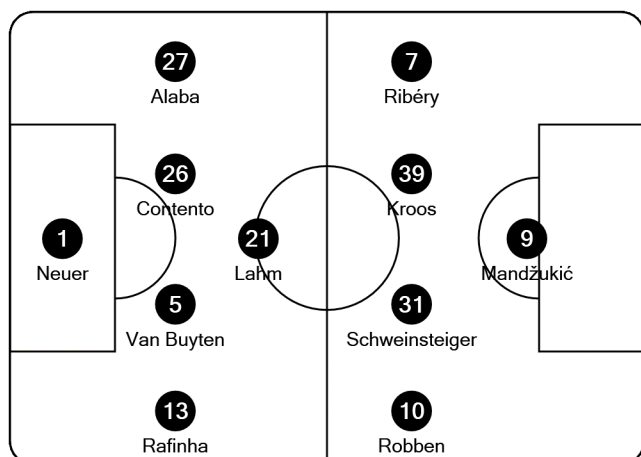 27
Alaba
7
Ribéry
26
Contento
39
Kroos
1
Neuer
21
Lahm
9
Mandžukić
5
Van Buyten
31
Schweinsteiger
13
Rafinha
10
Robben